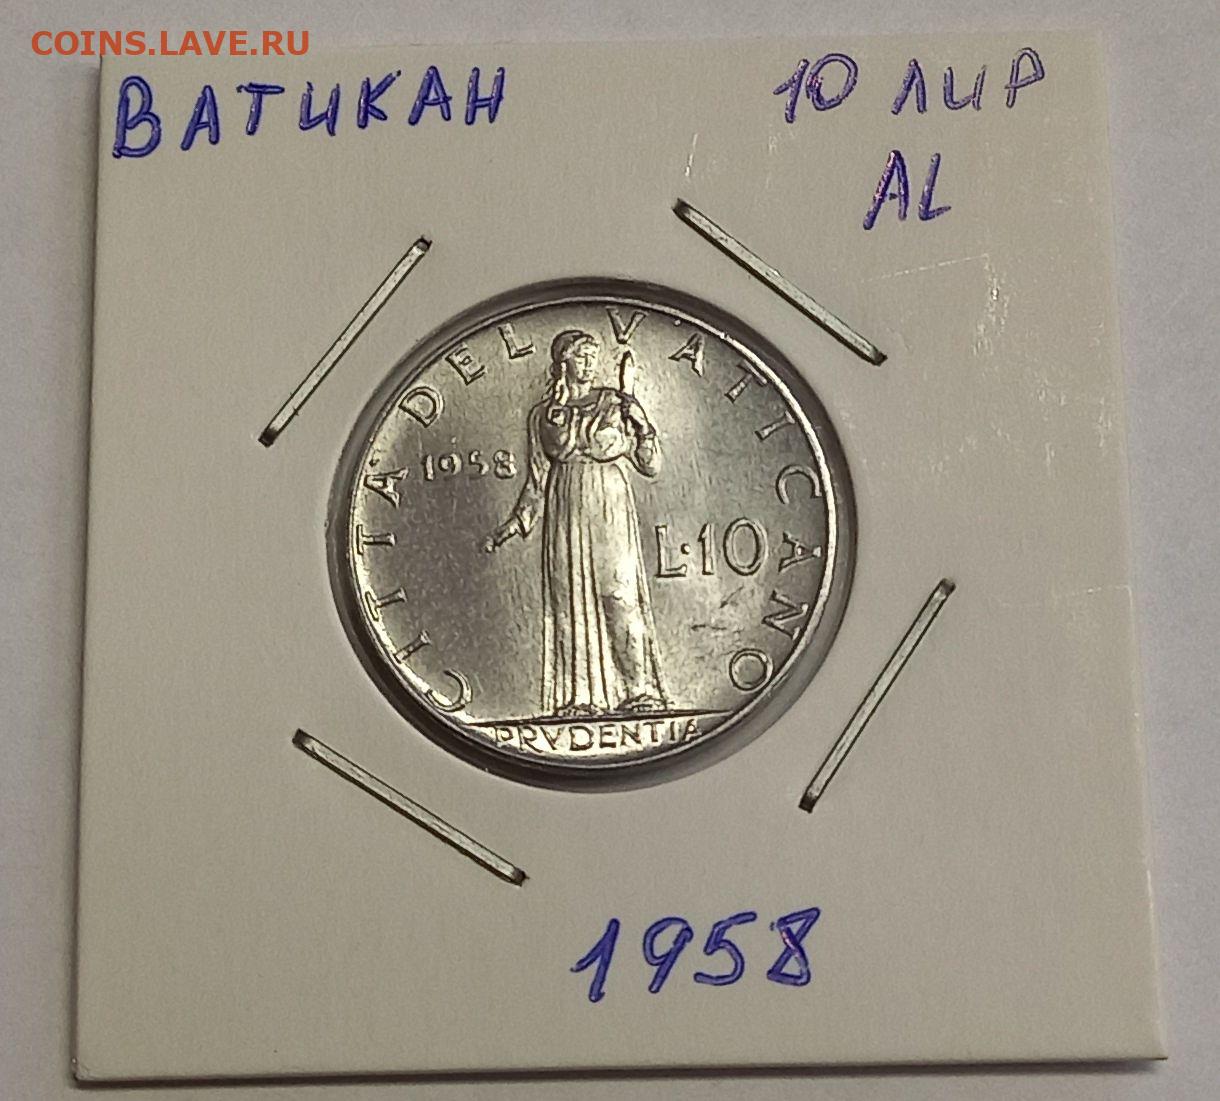 COINS.LAVE.RU
ВАТИКАН
10 ЛИР
AL
CITTA' DEL VATICANO
1958
L.10
PRVDENTIA
1958